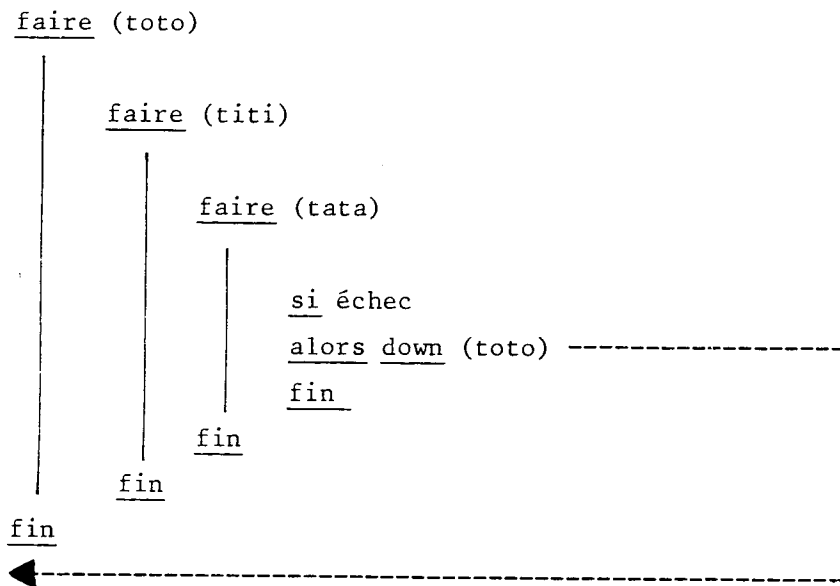 faire (toto)
faire (titi)
faire (tata)
si échec
alors down (toto)
fin
fin
fin
fin